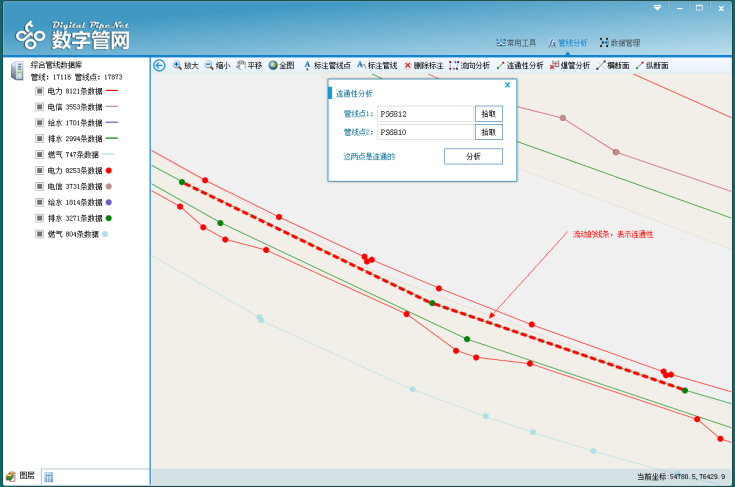 Digital Pipe.Net
数字管网
常用工具 管线分析 数据管理
综合管线数据库
管线：17116 管线点：17873
电力 8121条数据
电信 3553条数据
给水 1701条数据
排水 2994条数据
燃气 747条数据
电力 8253条数据
电信 3731条数据
给水 1814条数据
排水 3271条数据
燃气 804条数据
图层
放大 缩小 平移 全图 标注管线点 标注管线 删除标注 流向分析 连通性分析 爆管分析 横断面 纵断面
连通性分析
管线点1: PS6812 拾取
管线点2: PS6810 拾取
这两点是连通的 分析
流动的线条，表示连通性
当前坐标:54780.5,76429.9